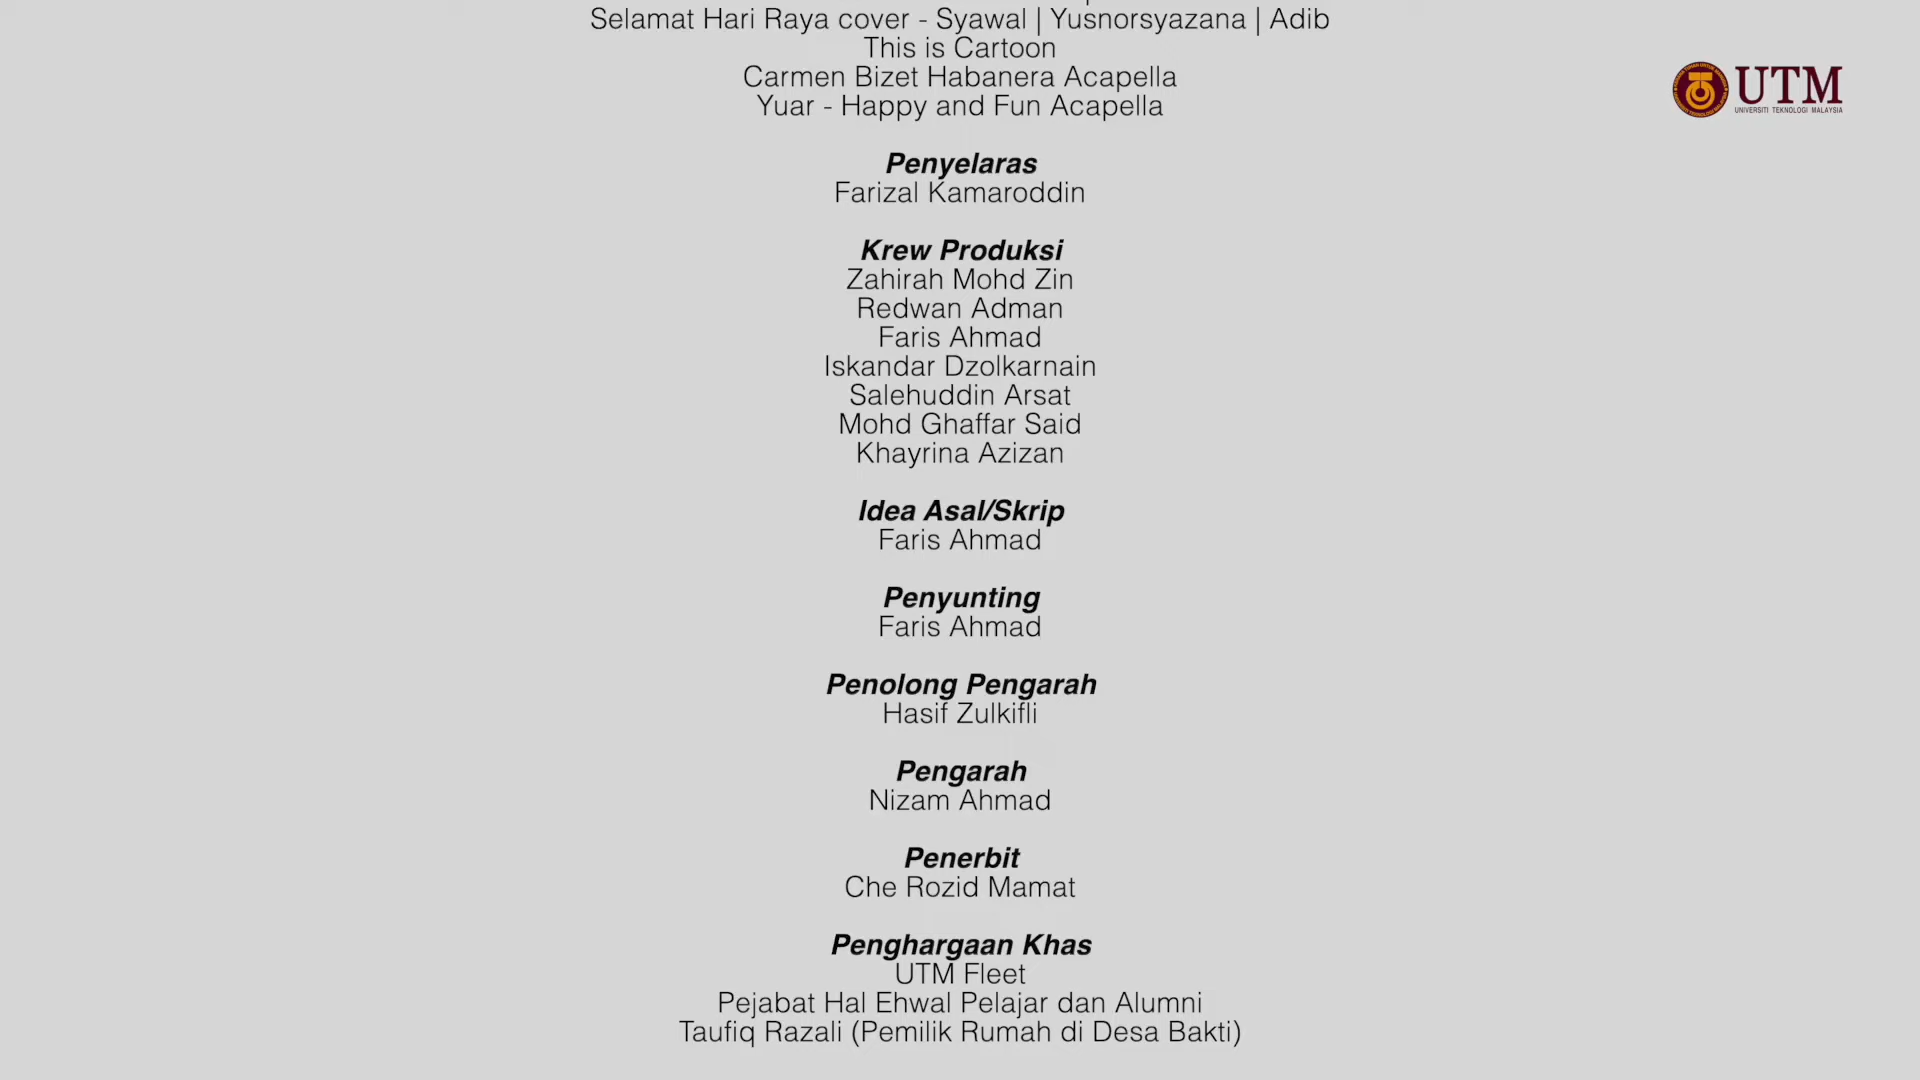 Selamat Hari Raya cover - Syawal | Yusnorsyazana | Adib
This is Cartoon
Carmen Bizet Habanera Acapella
Yuar - Happy and Fun Acapella
UTM
UNIVERSITI TEKNOLOGI MALAYSIA
Penyelaras
Farizal Kamaroddin
Krew Produksi
Zahirah Mohd Zin
Redwan Adman
Faris Ahmad
Iskandar Dzolkarnain
Salehuddin Arsat
Mohd Ghaffar Said
Khayrina Azizan
Idea Asal/Skrip
Faris Ahmad
Penyunting
Faris Ahmad
Penolong Pengarah
Hasif Zulkifli
Pengarah
Nizam Ahmad
Penerbit
Che Rozid Mamat
Penghargaan Khas
UTM Fleet
Pejabat Hal Ehwal Pelajar dan Alumni
Taufiq Razali (Pemilik Rumah di Desa Bakti)